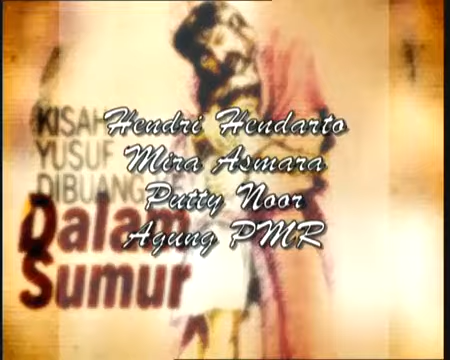 KISAH
YUSUF
DIBUANG
Dalam
Sumur
Hendri Hendarto
Mira Asmara
Putty Noor
Agung PMR